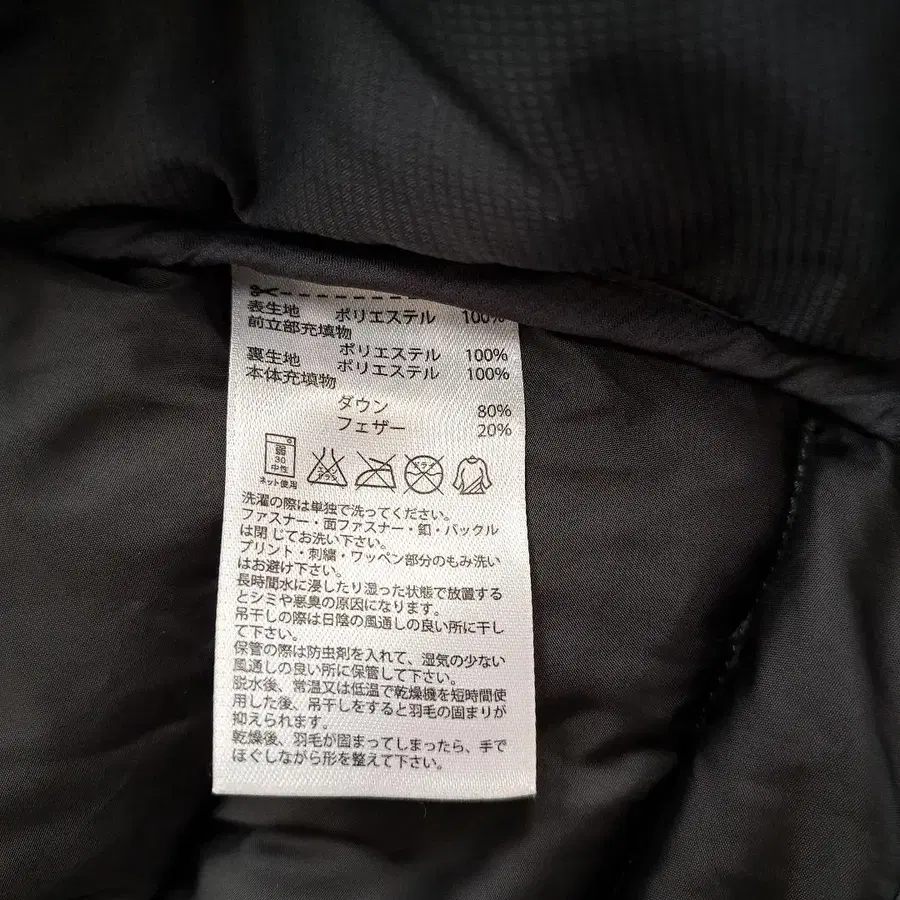 表生地 ポリエステル 100%
前立部充填物
ポリエステル 100%
裏生地 ポリエステル 100%
本体充填物
ダウン 80%
フェザー 20%
弱
30
中性
ネット使用
エンソ
サラシ
ドライ
洗濯の際は単独で洗ってください。
ファスナー・面ファスナー・釦・バックル
は閉じてお洗い下さい。
プリント・刺繍・ワッペン部分のもみ洗い
はお避け下さい。
長時間水に浸したり湿った状態で放置する
とシミや悪臭の原因になります。
吊干しの際は日陰の風通しの良い所に干し
て下さい。
保管の際は防虫剤を入れて、湿気の少ない
風通しの良い所に保管して下さい。
脱水後、常温又は低温で乾燥機を短時間使
用した後、吊干しをすると羽毛の固まりが
抑えられます。
乾燥後、羽毛が固まってしまったら、手で
ほぐしながら形を整えて下さい。